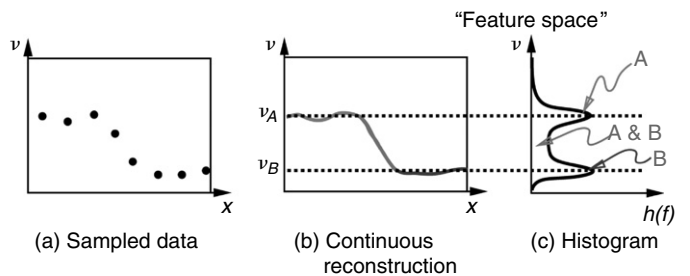 "Feature space"
ν
ν
ν
A
ν_A
A & B
ν_B
B
x
x
h(f)
(a) Sampled data
(b) Continuous
reconstruction
(c) Histogram